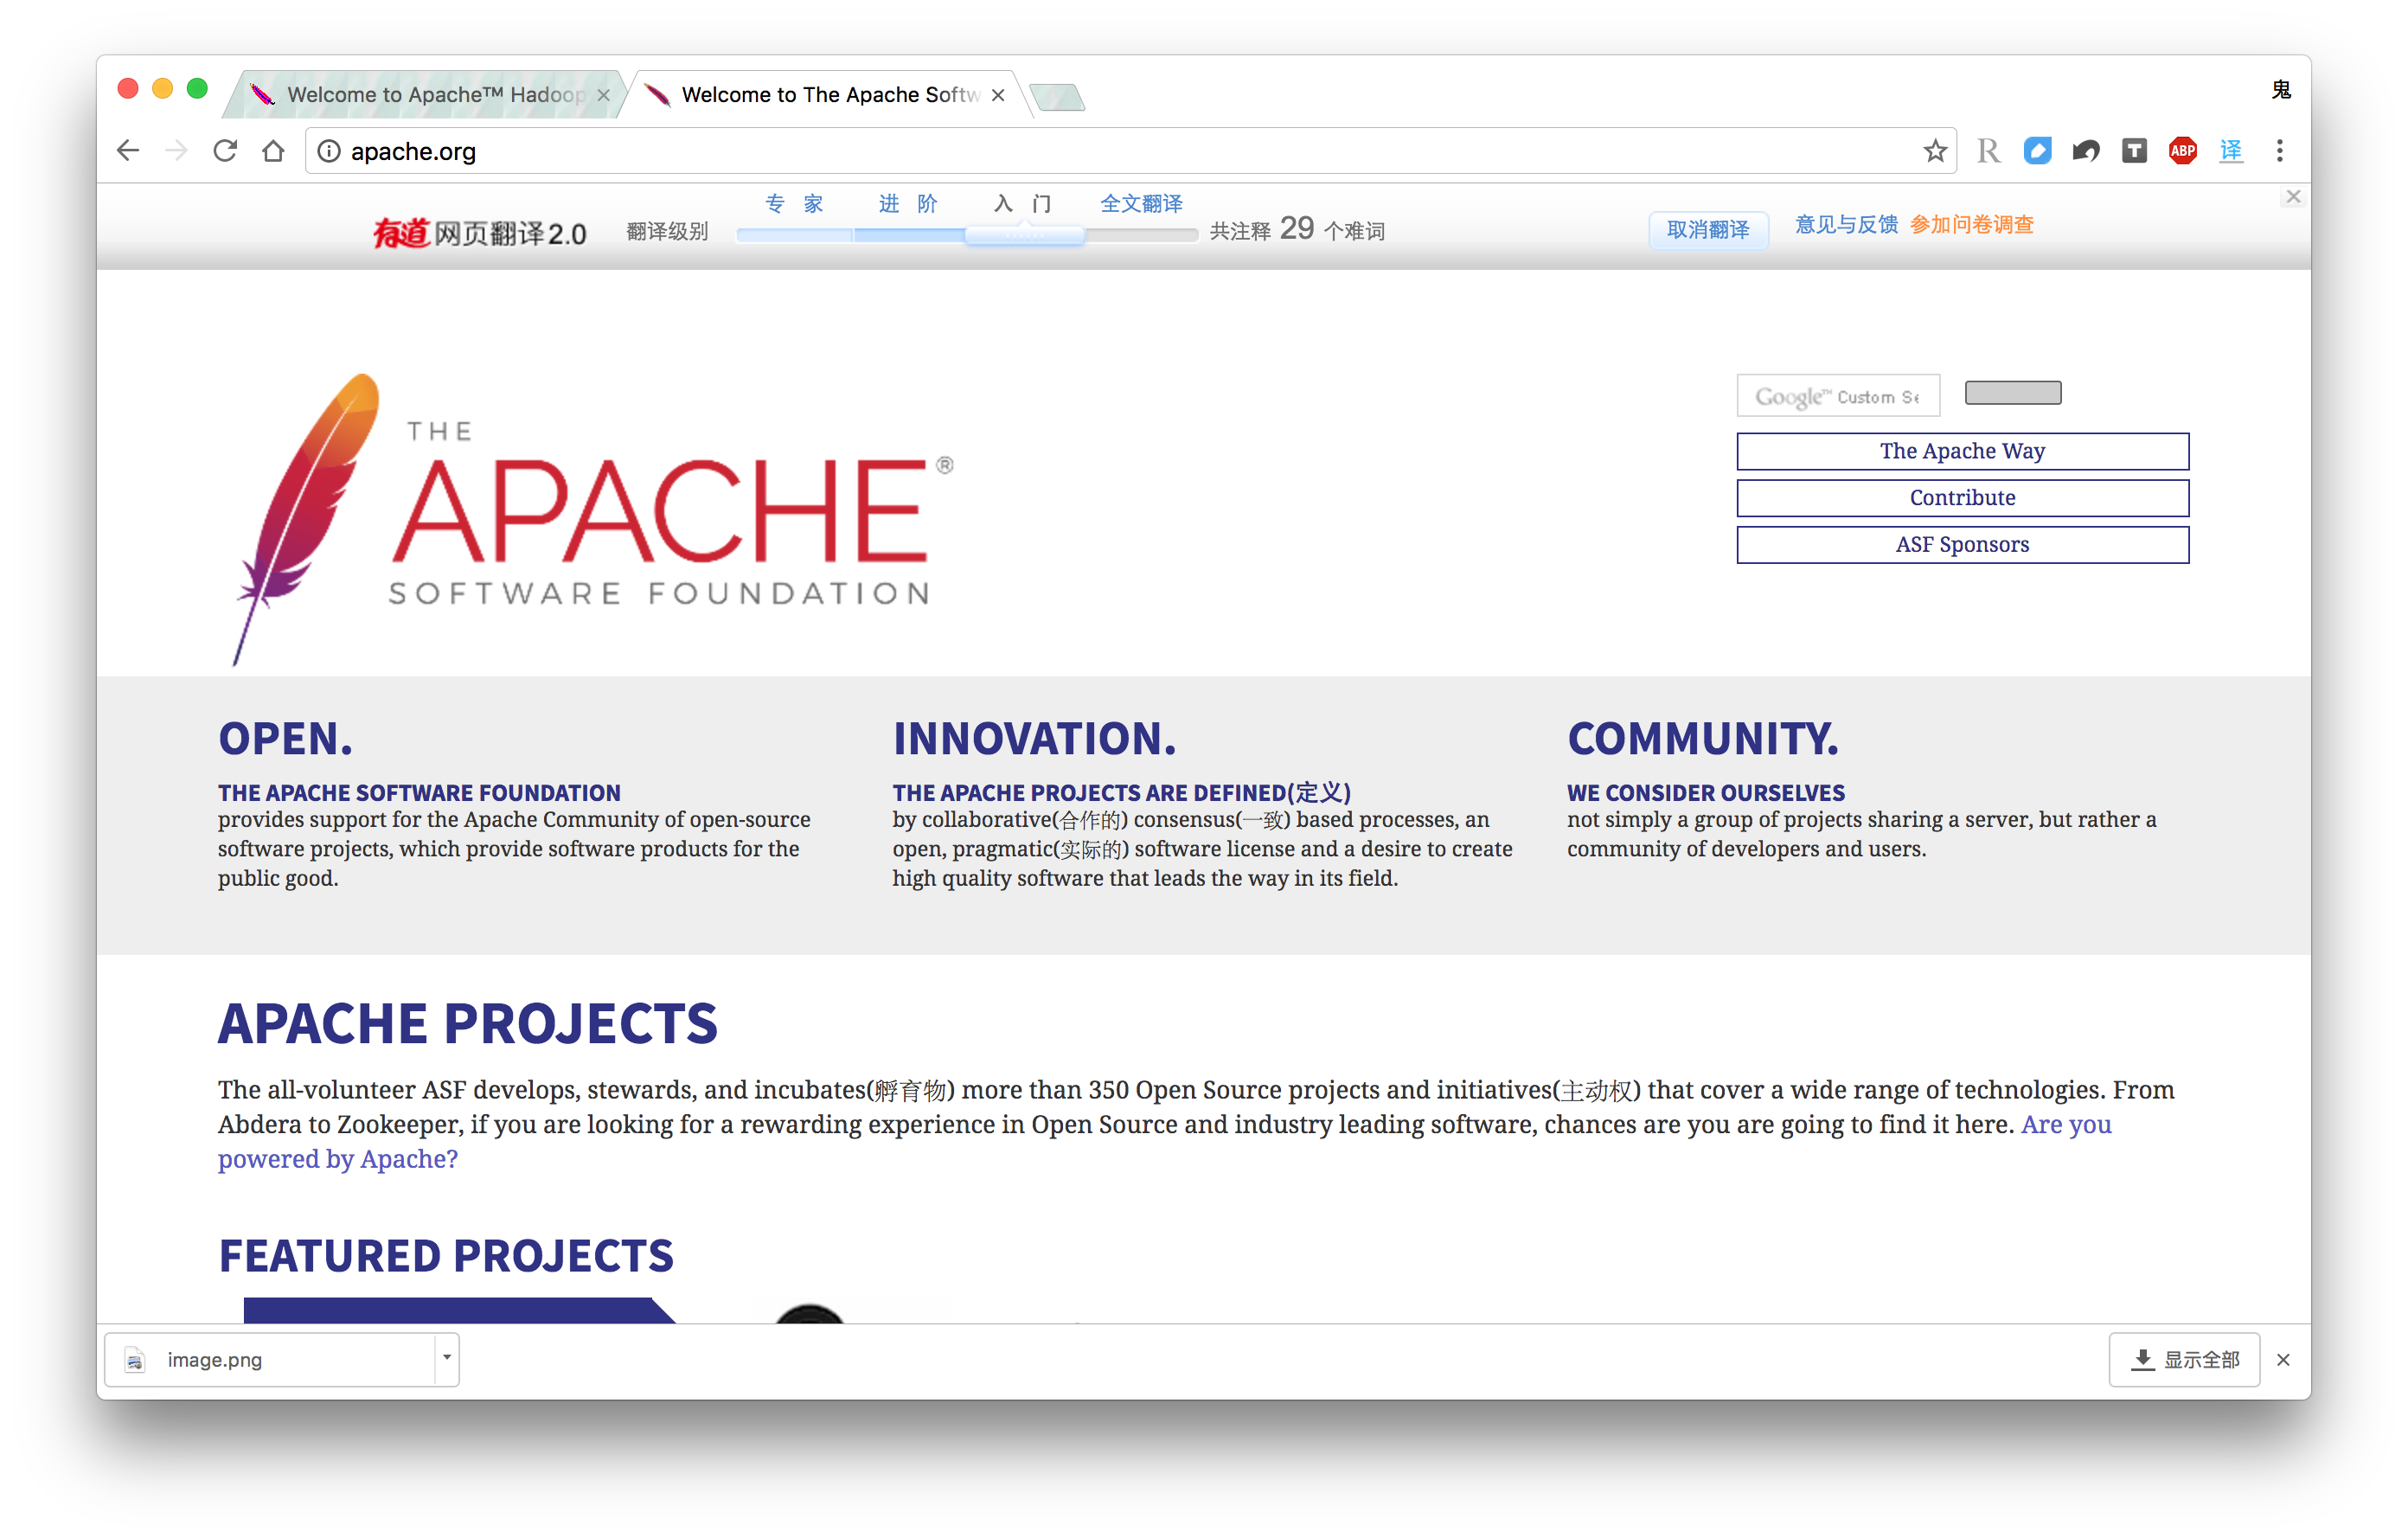 Welcome to Apache™ Hadoop
Welcome to The Apache Softw
鬼
apache.org
R
T
ABP
译
有道网页翻译2.0
翻译级别
专 家 进 阶 入 门 全文翻译
共注释 29 个难词
取消翻译
意见与反馈 参加问卷调查
THE
APACHE®
SOFTWARE FOUNDATION
Google™ Custom Se
The Apache Way
Contribute
ASF Sponsors
OPEN.
THE APACHE SOFTWARE FOUNDATION
provides support for the Apache Community of open-source
software projects, which provide software products for the
public good.
INNOVATION.
THE APACHE PROJECTS ARE DEFINED(定义)
by collaborative(合作的) consensus(一致) based processes, an
open, pragmatic(实际的) software license and a desire to create
high quality software that leads the way in its field.
COMMUNITY.
WE CONSIDER OURSELVES
not simply a group of projects sharing a server, but rather a
community of developers and users.
APACHE PROJECTS
The all-volunteer ASF develops, stewards, and incubates(孵育物) more than 350 Open Source projects and initiatives(主动权) that cover a wide range of technologies. From
Abdera to Zookeeper, if you are looking for a rewarding experience in Open Source and industry leading software, chances are you are going to find it here. Are you
powered by Apache?
FEATURED PROJECTS
image.png
显示全部